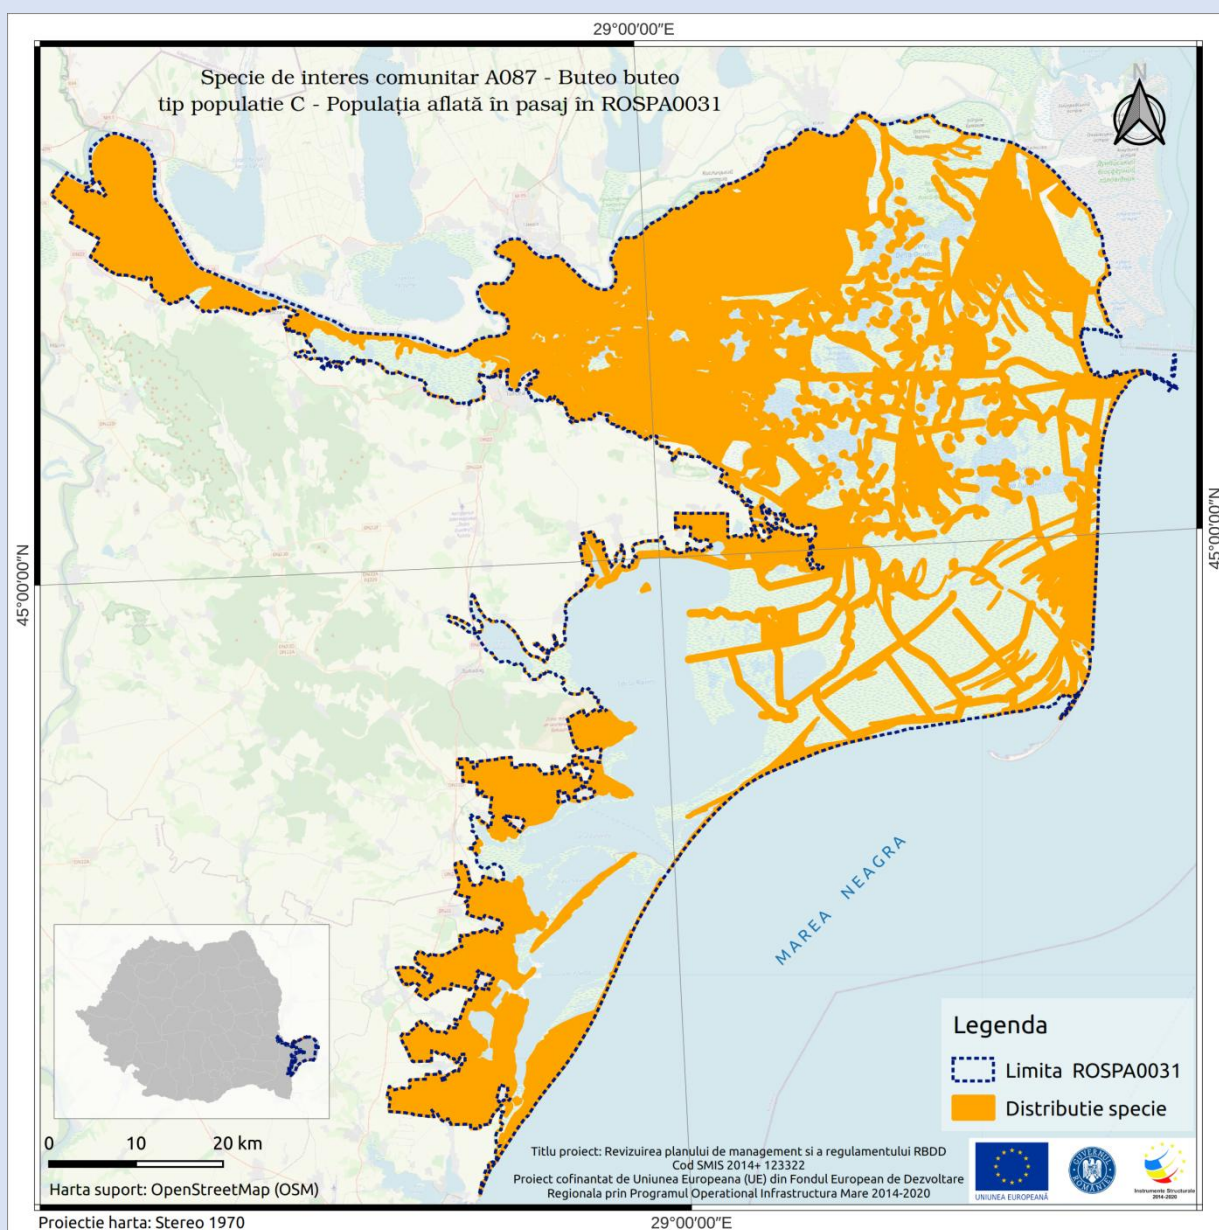 29°00′00″E
Specie de interes comunitar A087 - Buteo buteo
tip populatie C - Populația aflată în pasaj în ROSPA0031
N
45°00′00″N
45°00′00″N
MAREA NEAGRA
Legenda
Limita ROSPA0031
Distributie specie
0 10 20 km
Harta suport: OpenStreetMap (OSM)
Titlu proiect: Revizuirea planului de management si a regulamentului RBDD
Cod SMIS 2014+ 123322
Proiect cofinantat de Uniunea Europeana (UE) din Fondul European de Dezvoltare
Regionala prin Programul Operational Infrastructura Mare 2014-2020
UNIUNEA EUROPEANĂ
GUVERNUL ROMÂNIEI
Instrumente Structurale
2014-2020
Proiectie harta: Stereo 1970
29°00′00″E